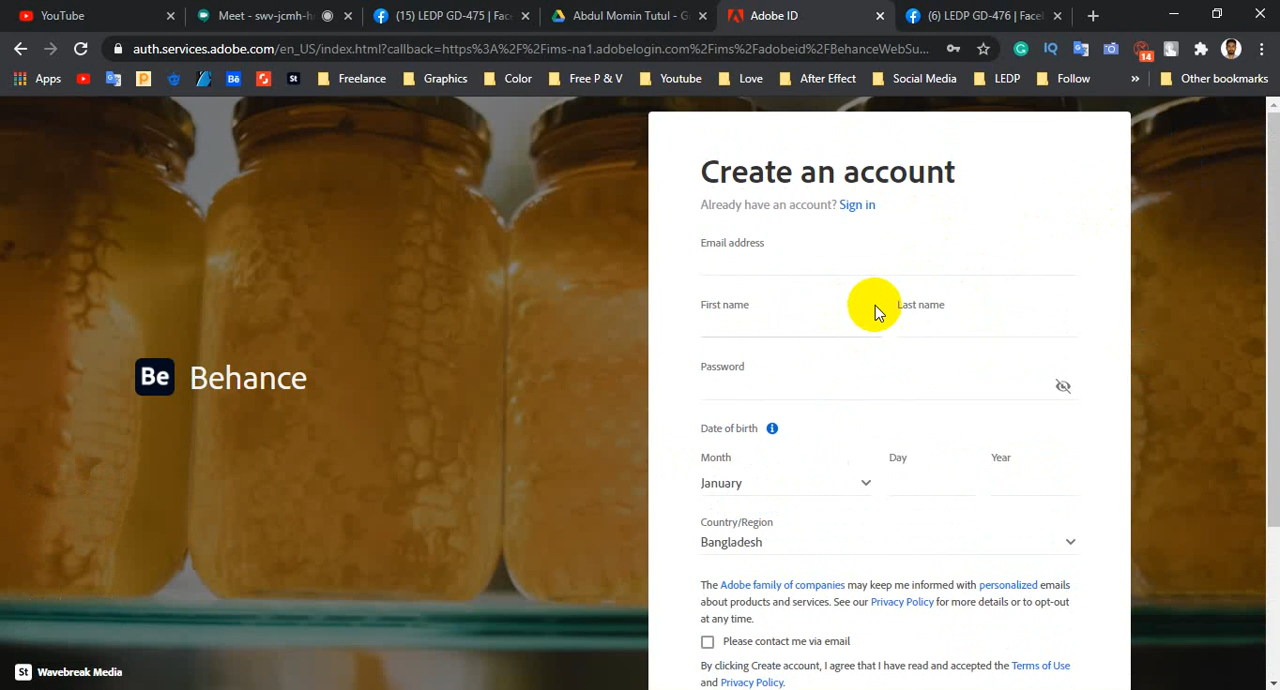 YouTube
Meet - swv-jcmh-h
(15) LEDP GD-475 | Face
Abdul Momin Tutul - G
Adobe ID
(6) LEDP GD-476 | Faceb
auth.services.adobe.com/en_US/index.html?callback=https%3A%2F%2Fims-na1.adobelogin.com%2Fims%2Fadobeid%2FBehanceWebSu...
14
Apps
Bē
St
Freelance
Graphics
Color
Free P & V
Youtube
Love
After Effect
Social Media
LEDP
Follow
»
Other bookmarks
Create an account
Already have an account? Sign in
Email address
First name
Last name
Password
Be Behance
Date of birth
Month
Day
Year
January
Country/Region
Bangladesh
The Adobe family of companies may keep me informed with personalized emails
about products and services. See our Privacy Policy for more details or to opt-out
at any time.
Please contact me via email
By clicking Create account, I agree that I have read and accepted the Terms of Use
and Privacy Policy.
St Wavebreak Media